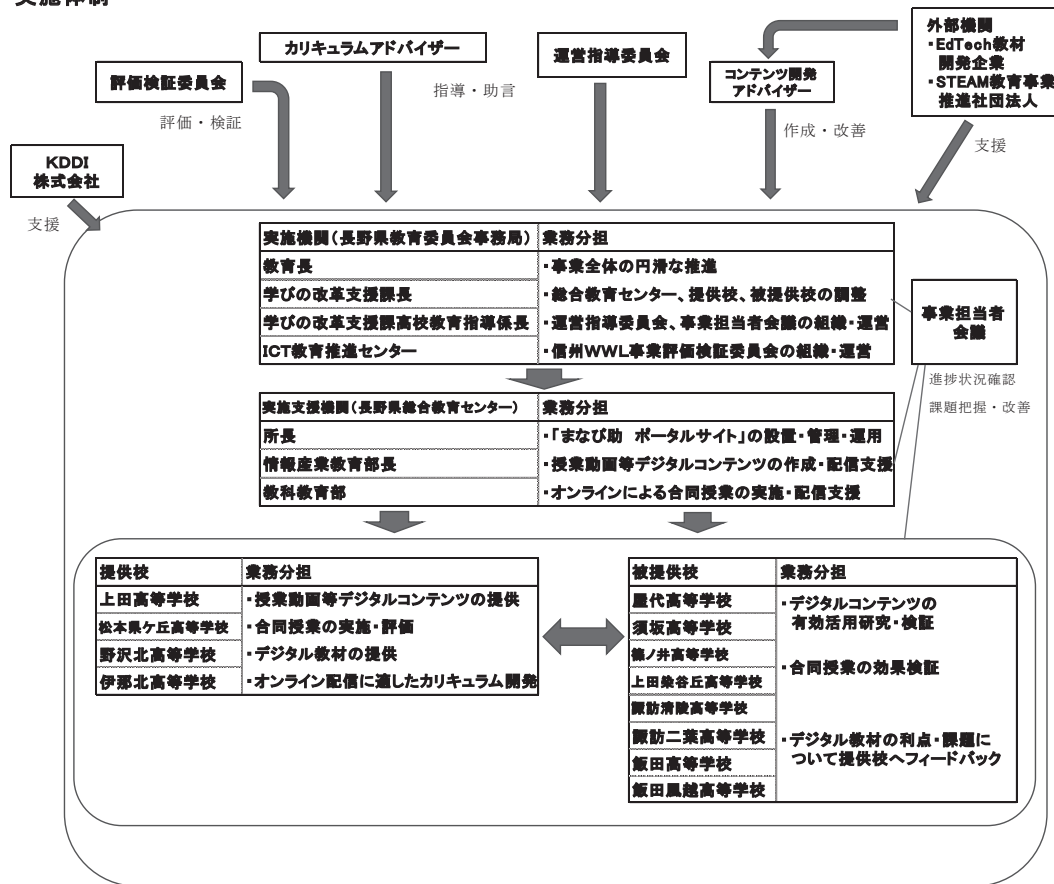 実施体制
外部機関
・EdTech教材
開発企業
・STEAM教育事業
推進社団法人
カリキュラムアドバイザー
運営指導委員会
評価検証委員会
コンテンツ開発
アドバイザー
指導・助言
評価・検証
作成・改善
支援
KDDI
株式会社
支援
実施機関（長野県教育委員会事務局） 業務分担
教育長 ・事業全体の円滑な推進
学びの改革支援課長 ・総合教育センター、提供校、被提供校の調整
学びの改革支援課高校教育指導係長 ・運営指導委員会、事業担当者会議の組織・運営
ICT教育推進センター ・信州WWL事業評価検証委員会の組織・運営
事業担当者
会議
進捗状況確認
課題把握・改善
実施支援機関（長野県総合教育センター） 業務分担
所長 ・「まなび助　ポータルサイト」の設置・管理・運用
情報産業教育部長 ・授業動画等デジタルコンテンツの作成・配信支援
教科教育部 ・オンラインによる合同授業の実施・配信支援
提供校 業務分担
上田高等学校 ・授業動画等デジタルコンテンツの提供
松本県ケ丘高等学校 ・合同授業の実施・評価
野沢北高等学校 ・デジタル教材の提供
伊那北高等学校 ・オンライン配信に適したカリキュラム開発
被提供校 業務分担
屋代高等学校
須坂高等学校
篠ノ井高等学校
上田染谷丘高等学校
諏訪清陵高等学校
諏訪二葉高等学校
飯田高等学校
飯田風越高等学校
・デジタルコンテンツの
有効活用研究・検証
・合同授業の効果検証
・デジタル教材の利点・課題に
ついて提供校へフィードバック